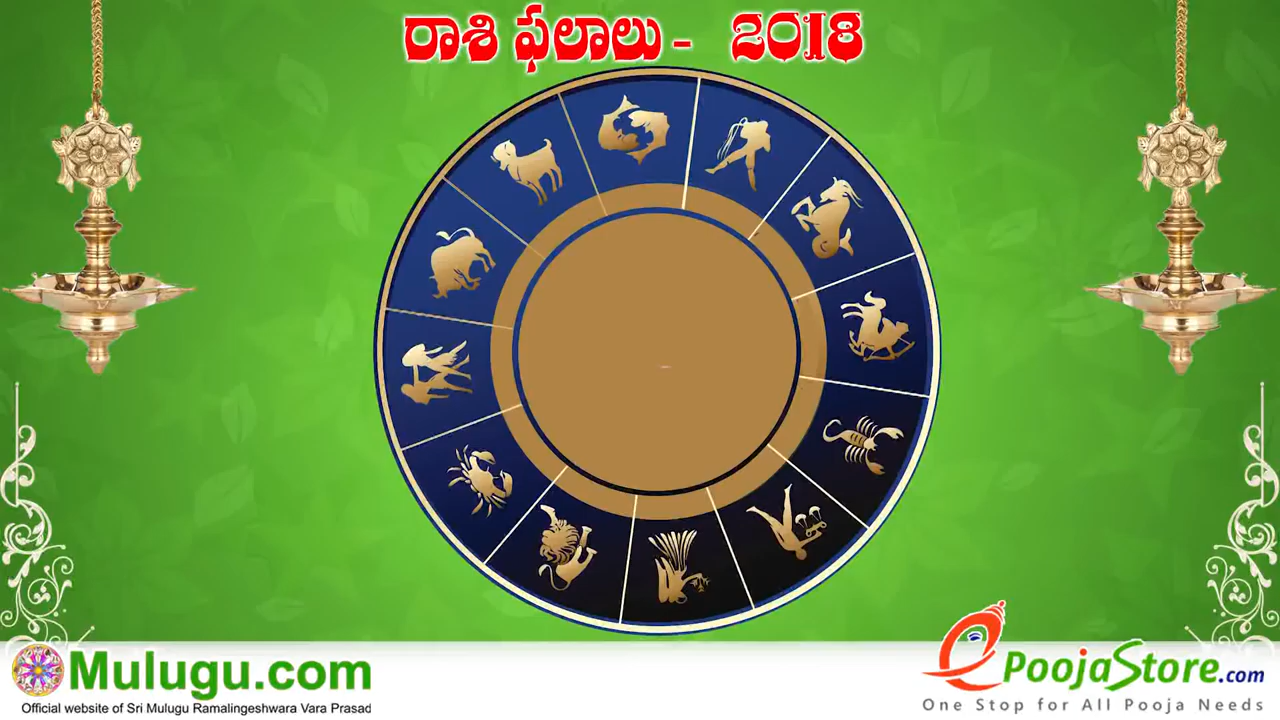 రాశి ఫలాలు - 2018
Mulugu.com
Official website of Sri Mulugu Ramalingeshwara Vara Prasad
ePoojaStore.com
One Stop for All Pooja Needs